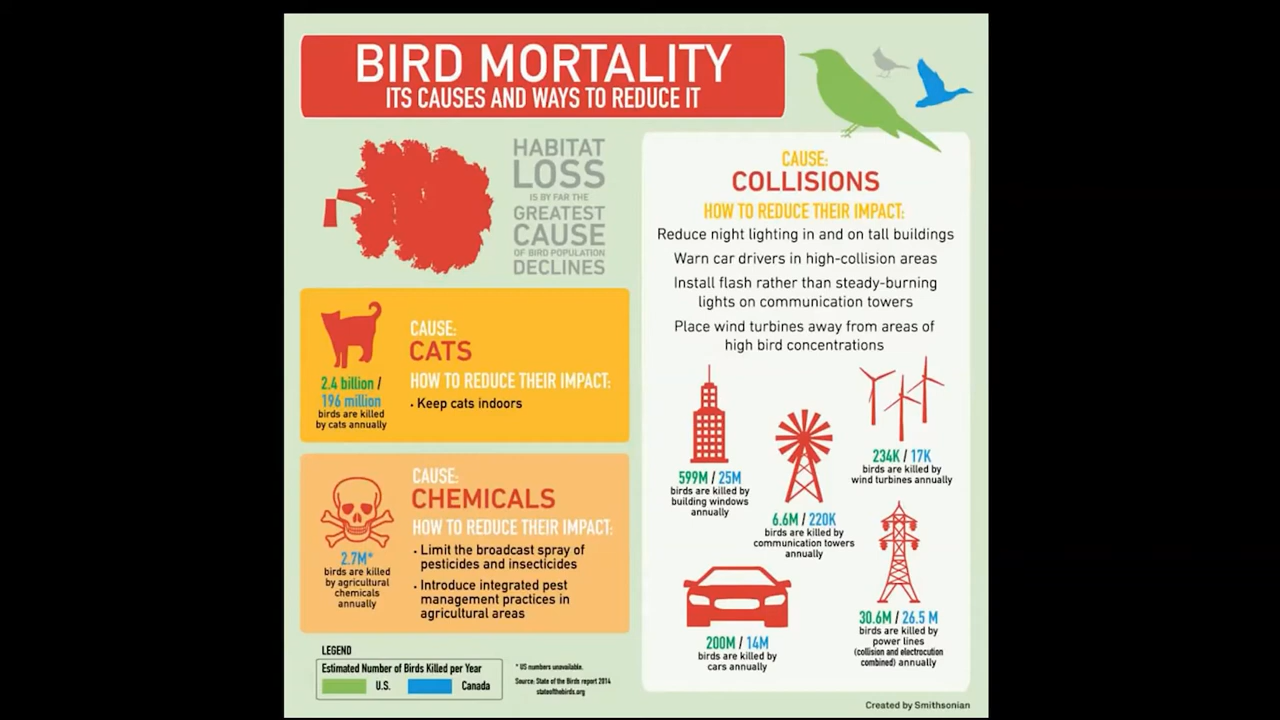 BIRD MORTALITY
ITS CAUSES AND WAYS TO REDUCE IT
HABITAT
LOSS
IS BY FAR THE
GREATEST
CAUSE
OF BIRD POPULATION
DECLINES
CAUSE:
CATS
HOW TO REDUCE THEIR IMPACT:
· Keep cats indoors
2.4 billion /
196 million
birds are killed
by cats annually
CAUSE:
CHEMICALS
HOW TO REDUCE THEIR IMPACT:
· Limit the broadcast spray of
pesticides and insecticides
· Introduce integrated pest
management practices in
agricultural areas
2.7M*
birds are killed
by agricultural
chemicals
annually
LEGEND
Estimated Number of Birds Killed per Year
U.S.
Canada
* US numbers unavailable.
Source: State of the Birds report 2014
stateofthebirds.org
CAUSE:
COLLISIONS
HOW TO REDUCE THEIR IMPACT:
Reduce night lighting in and on tall buildings
Warn car drivers in high-collision areas
Install flash rather than steady-burning
lights on communication towers
Place wind turbines away from areas of
high bird concentrations
599M / 25M
birds are killed by
building windows
annually
6.6M / 220K
birds are killed by
communication towers
annually
234K / 17K
birds are killed by
wind turbines annually
200M / 14M
birds are killed by
cars annually
30.6M / 26.5 M
birds are killed by
power lines
(collision and electrocution
combined) annually
Created by Smithsonian